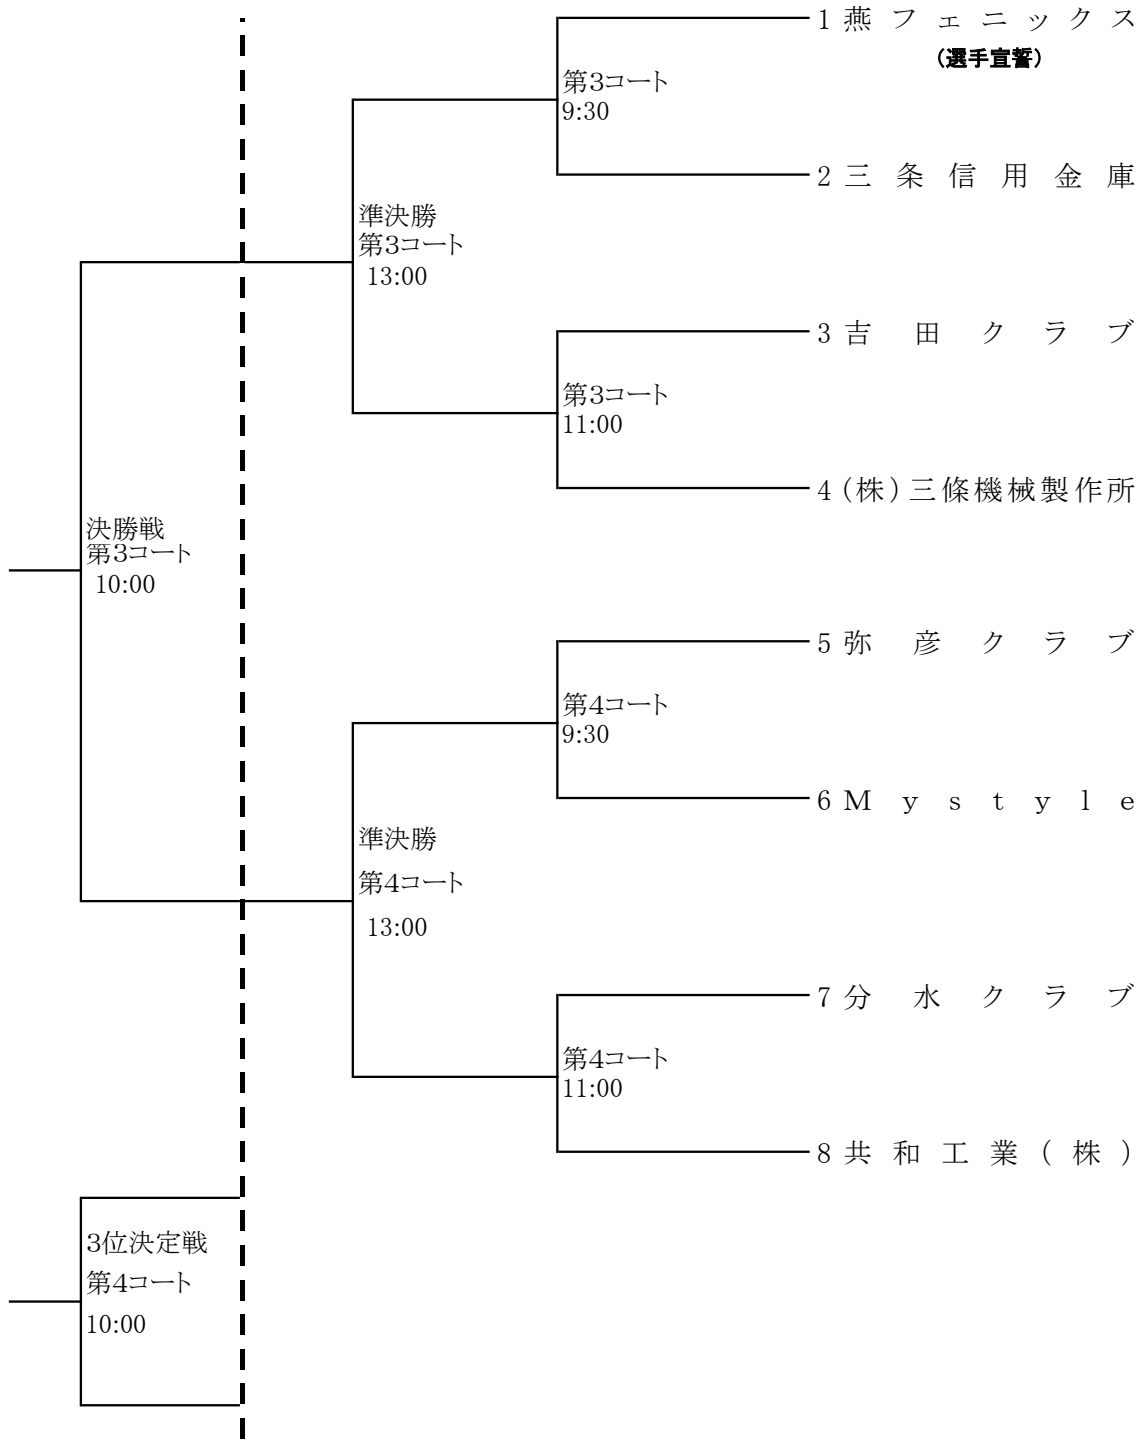 1 燕フェニックス
(選手宣誓)
第3コート
9:30
2 三条信用金庫
準決勝
第3コート
13:00
3 吉田クラブ
第3コート
11:00
4 (株)三條機械製作所
決勝戦
第3コート
10:00
5 弥彦クラブ
第4コート
9:30
6 Mystyle
準決勝
第4コート
13:00
7 分水クラブ
第4コート
11:00
8 共和工業(株)
3位決定戦
第4コート
10:00